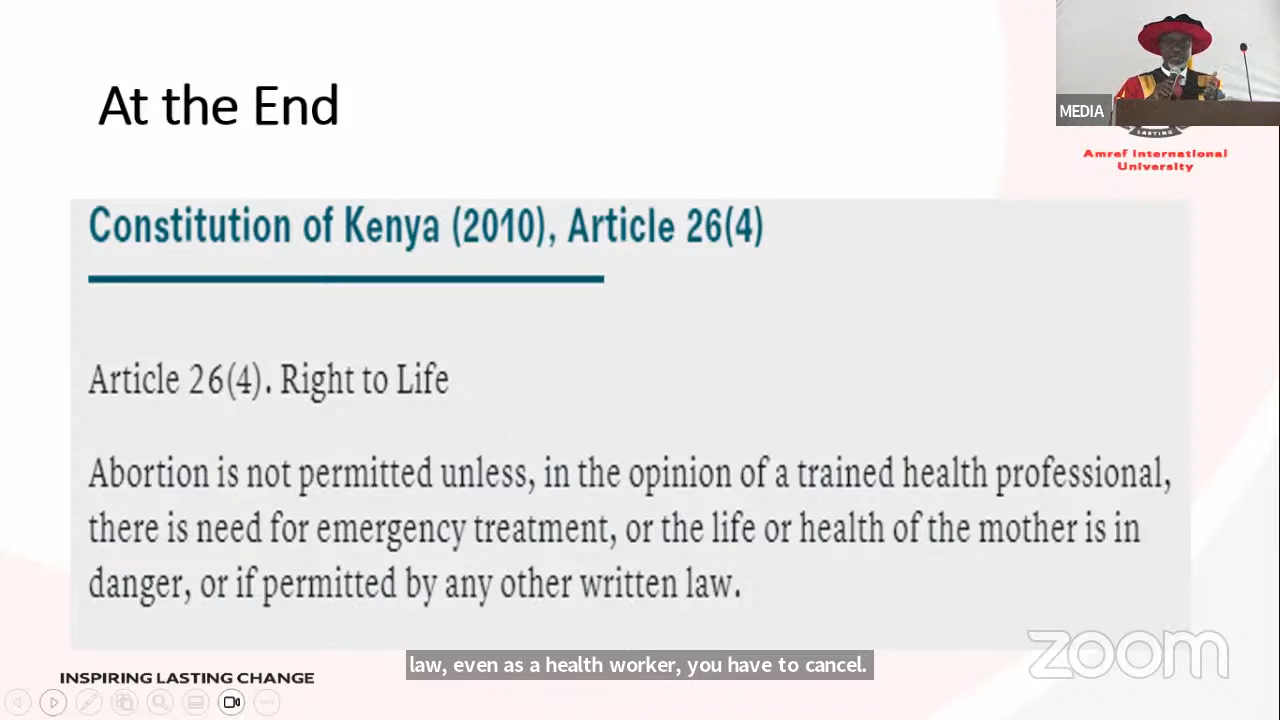 At the End
MEDIA
LASTING
Amref International
University
Constitution of Kenya (2010), Article 26(4)
Article 26(4). Right to Life
Abortion is not permitted unless, in the opinion of a trained health professional,
there is need for emergency treatment, or the life or health of the mother is in
danger, or if permitted by any other written law.
law, even as a health worker, you have to cancel.
zoom
INSPIRING LASTING CHANGE